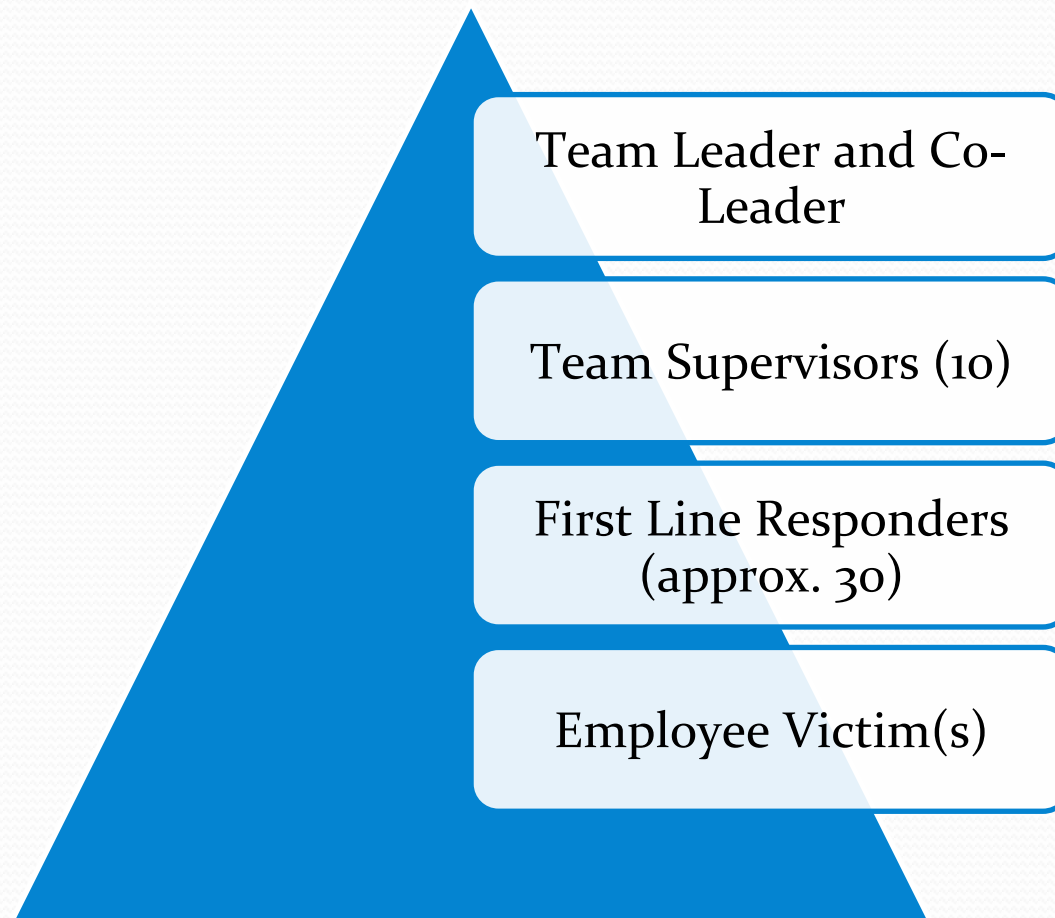 Team Leader and Co-
Leader
Team Supervisors (10)
First Line Responders
(approx. 30)
Employee Victim(s)